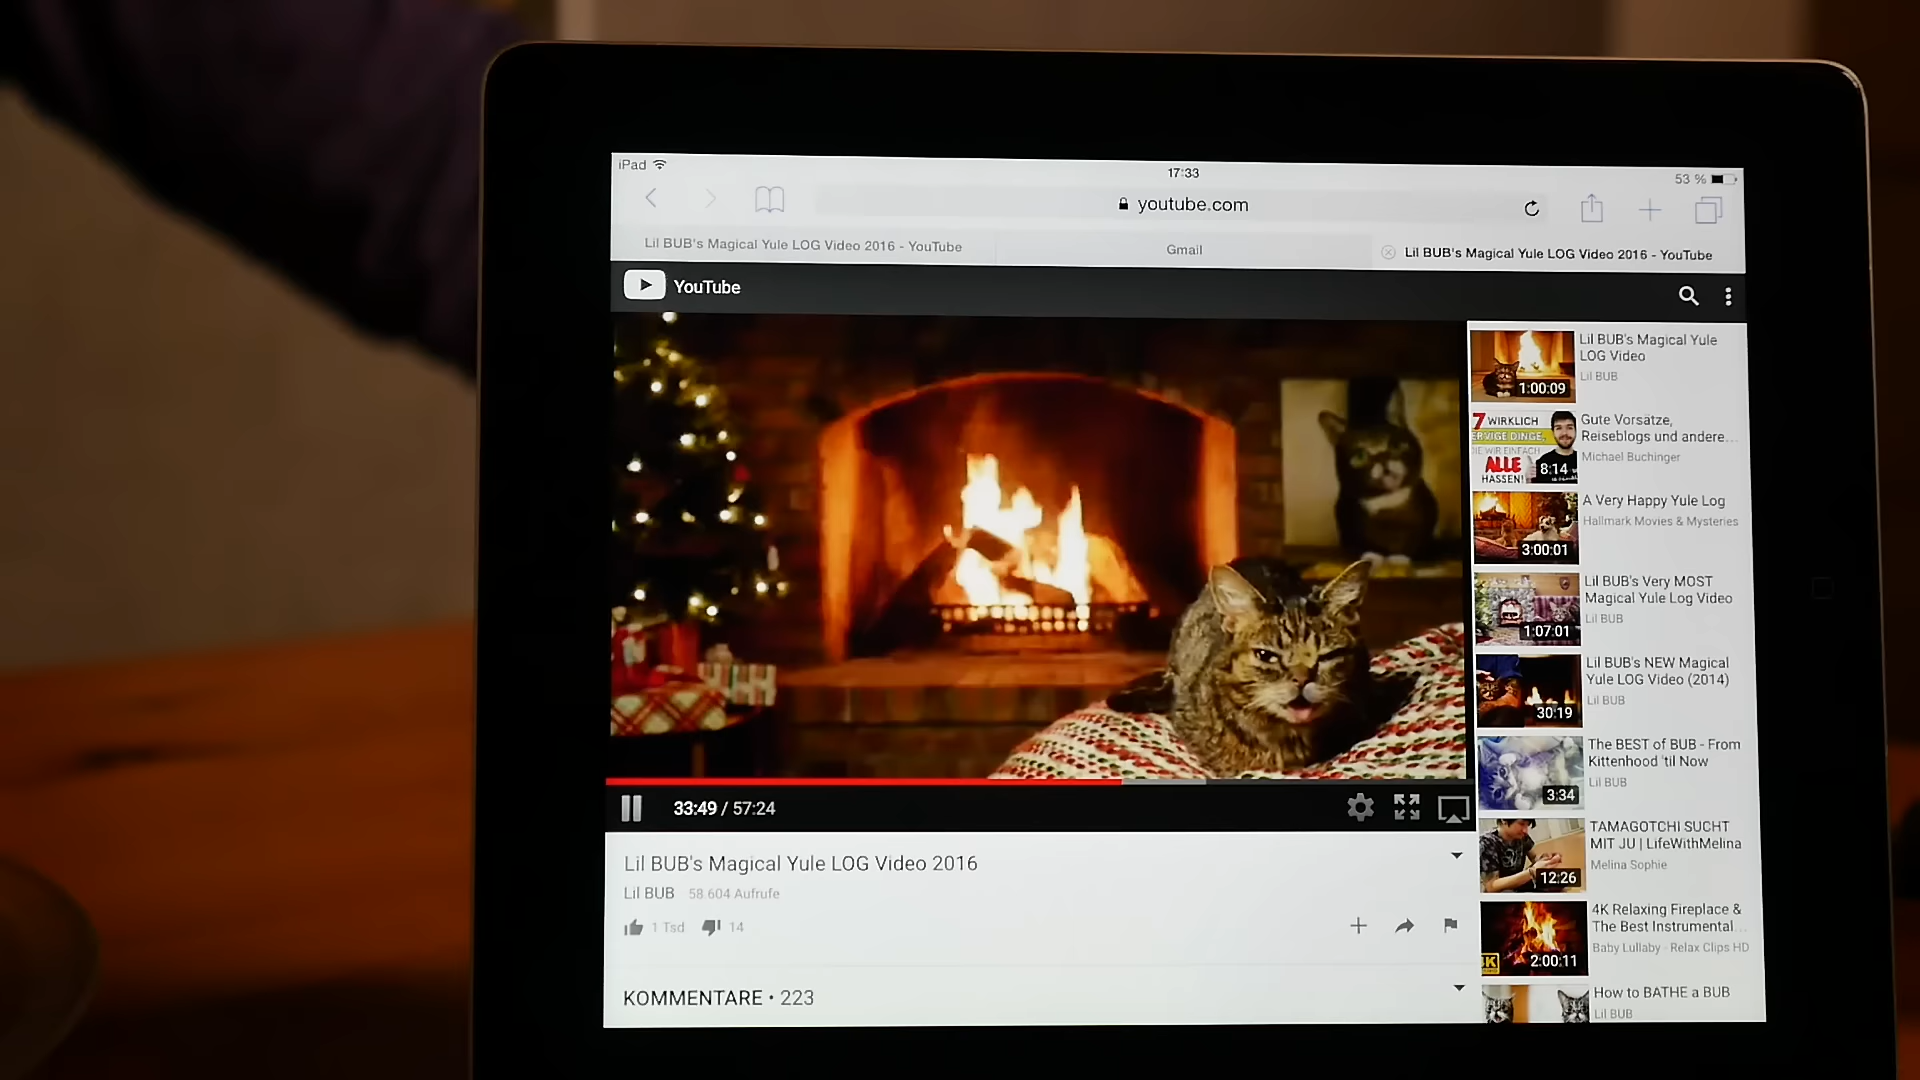 iPad
17:33
53 %
youtube.com
Lil BUB's Magical Yule LOG Video 2016 - YouTube
Gmail
Lil BUB's Magical Yule LOG Video 2016 - YouTube
YouTube
33:49 / 57:24
Lil BUB's Magical Yule LOG Video 2016
Lil BUB 58.604 Aufrufe
1 Tsd 14
KOMMENTARE • 223
1:00:09
Lil BUB's Magical Yule
LOG Video
Lil BUB
7 WIRKLICH
ERVIGE DINGE,
DIE WIR EINFACH
ALLE
HASSEN!
8:14
Gute Vorsätze,
Reiseblogs und andere...
Michael Buchinger
3:00:01
A Very Happy Yule Log
Hallmark Movies & Mysteries
1:07:01
Lil BUB's Very MOST
Magical Yule Log Video
Lil BUB
30:19
Lil BUB's NEW Magical
Yule LOG Video (2014)
Lil BUB
3:34
The BEST of BUB - From
Kittenhood 'til Now
Lil BUB
12:26
TAMAGOTCHI SUCHT
MIT JU | LifeWithMelina
Melina Sophie
2:00:11
4K Relaxing Fireplace &
The Best Instrumental...
Baby Lullaby - Relax Clips HD
How to BATHE a BUB
Lil BUB